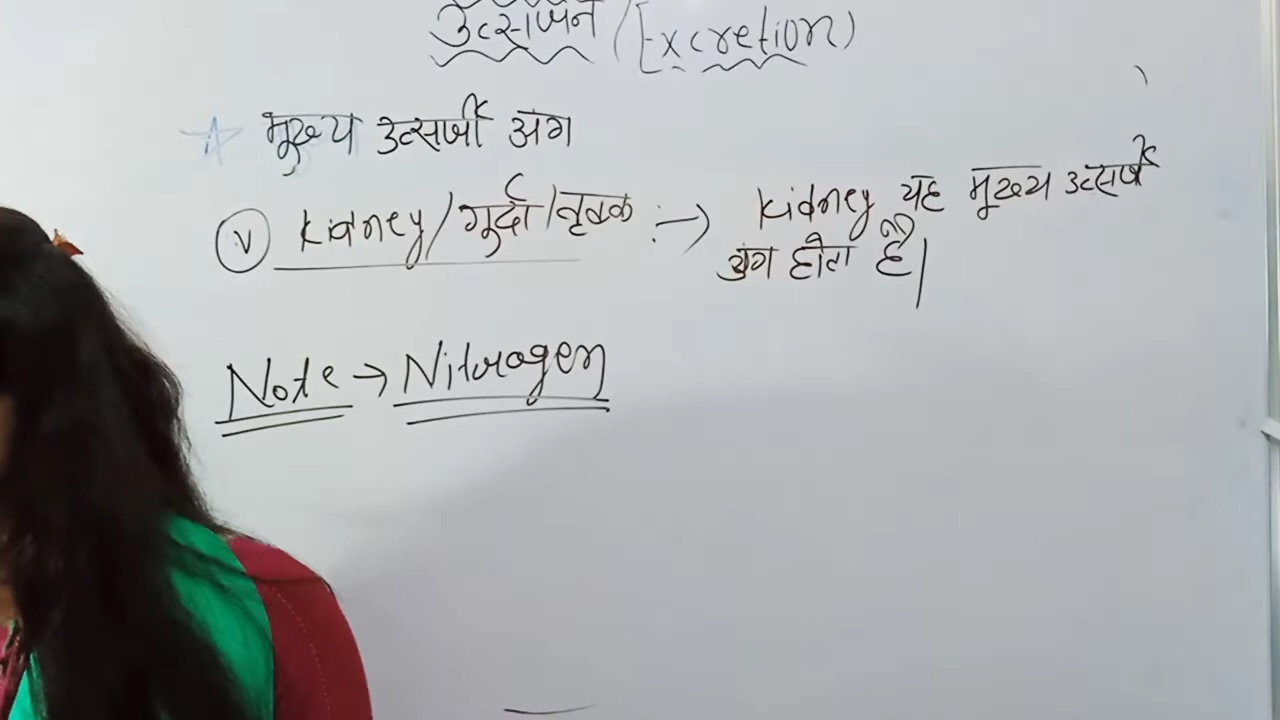 उत्सर्जन / (Excretion)
मुख्य उत्सर्जी अंग
(v) Kidney/गुर्दा/वृक्क :→ Kidney यह मुख्य उत्सर्जी
अंग होता है।
Note → Nitrogen